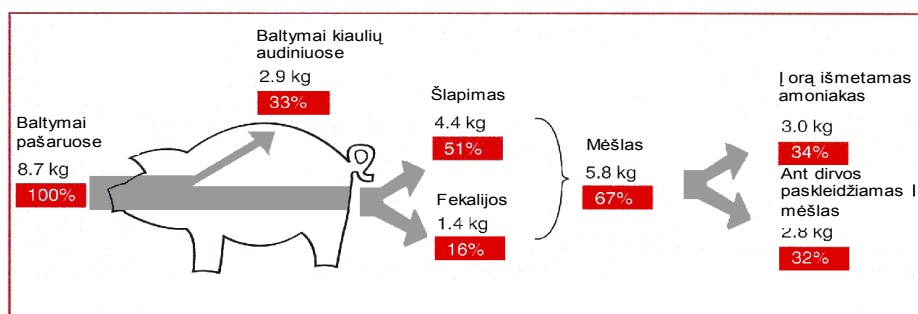 Baltymai kiaulių
audiniuose
2.9 kg
33%
Baltymai
pašaruose
8.7 kg
100%
Šlapimas
4.4 kg
51%
Fekalijos
1.4 kg
16%
Mėšlas
5.8 kg
67%
Į orą išmetamas
amoniakas
3.0 kg
34%
Ant dirvos
paskleidžiamas l
mėšlas
2.8 kg
32%